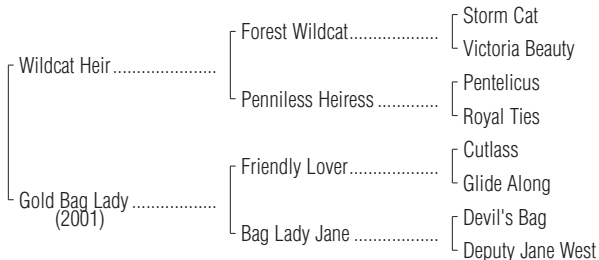 Storm Cat
Forest Wildcat..................
Victoria Beauty
Wildcat Heir.....................
Pentelicus
Penniless Heiress.............
Royal Ties
Cutlass
Friendly Lover..................
Glide Along
Gold Bag Lady.................
(2001)
Devil's Bag
Bag Lady Jane.................
Deputy Jane West